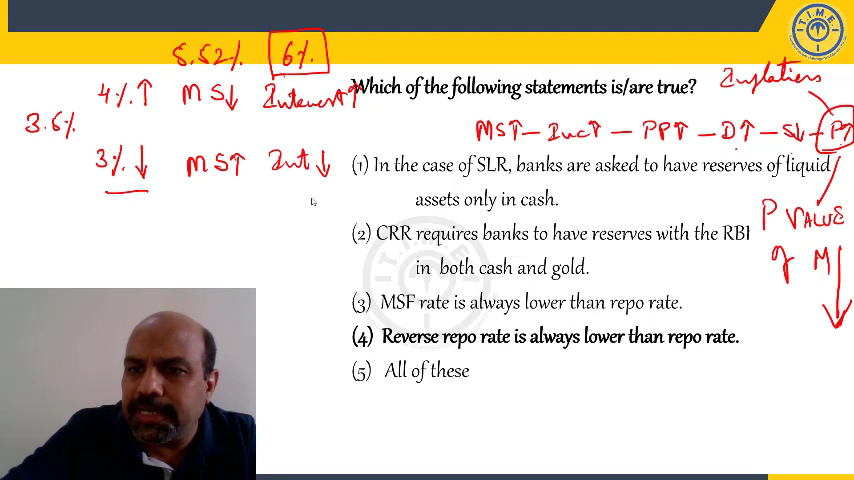 T.I.M.E.
5.52% 6%
4%↑ MS↓ Interest↑
3.6%
3%↓ MS↑ Int↓
Which of the following statements is/are true?
Inflation
MS↑ – Inc↑ – PP↑ – D↑ – S↓ – P↑
(1) In the case of SLR, banks are asked to have reserves of liquid
assets only in cash.
P VALUE
of M↓
(2) CRR requires banks to have reserves with the RBI
in both cash and gold.
(3) MSF rate is always lower than repo rate.
(4) Reverse repo rate is always lower than repo rate.
(5) All of these